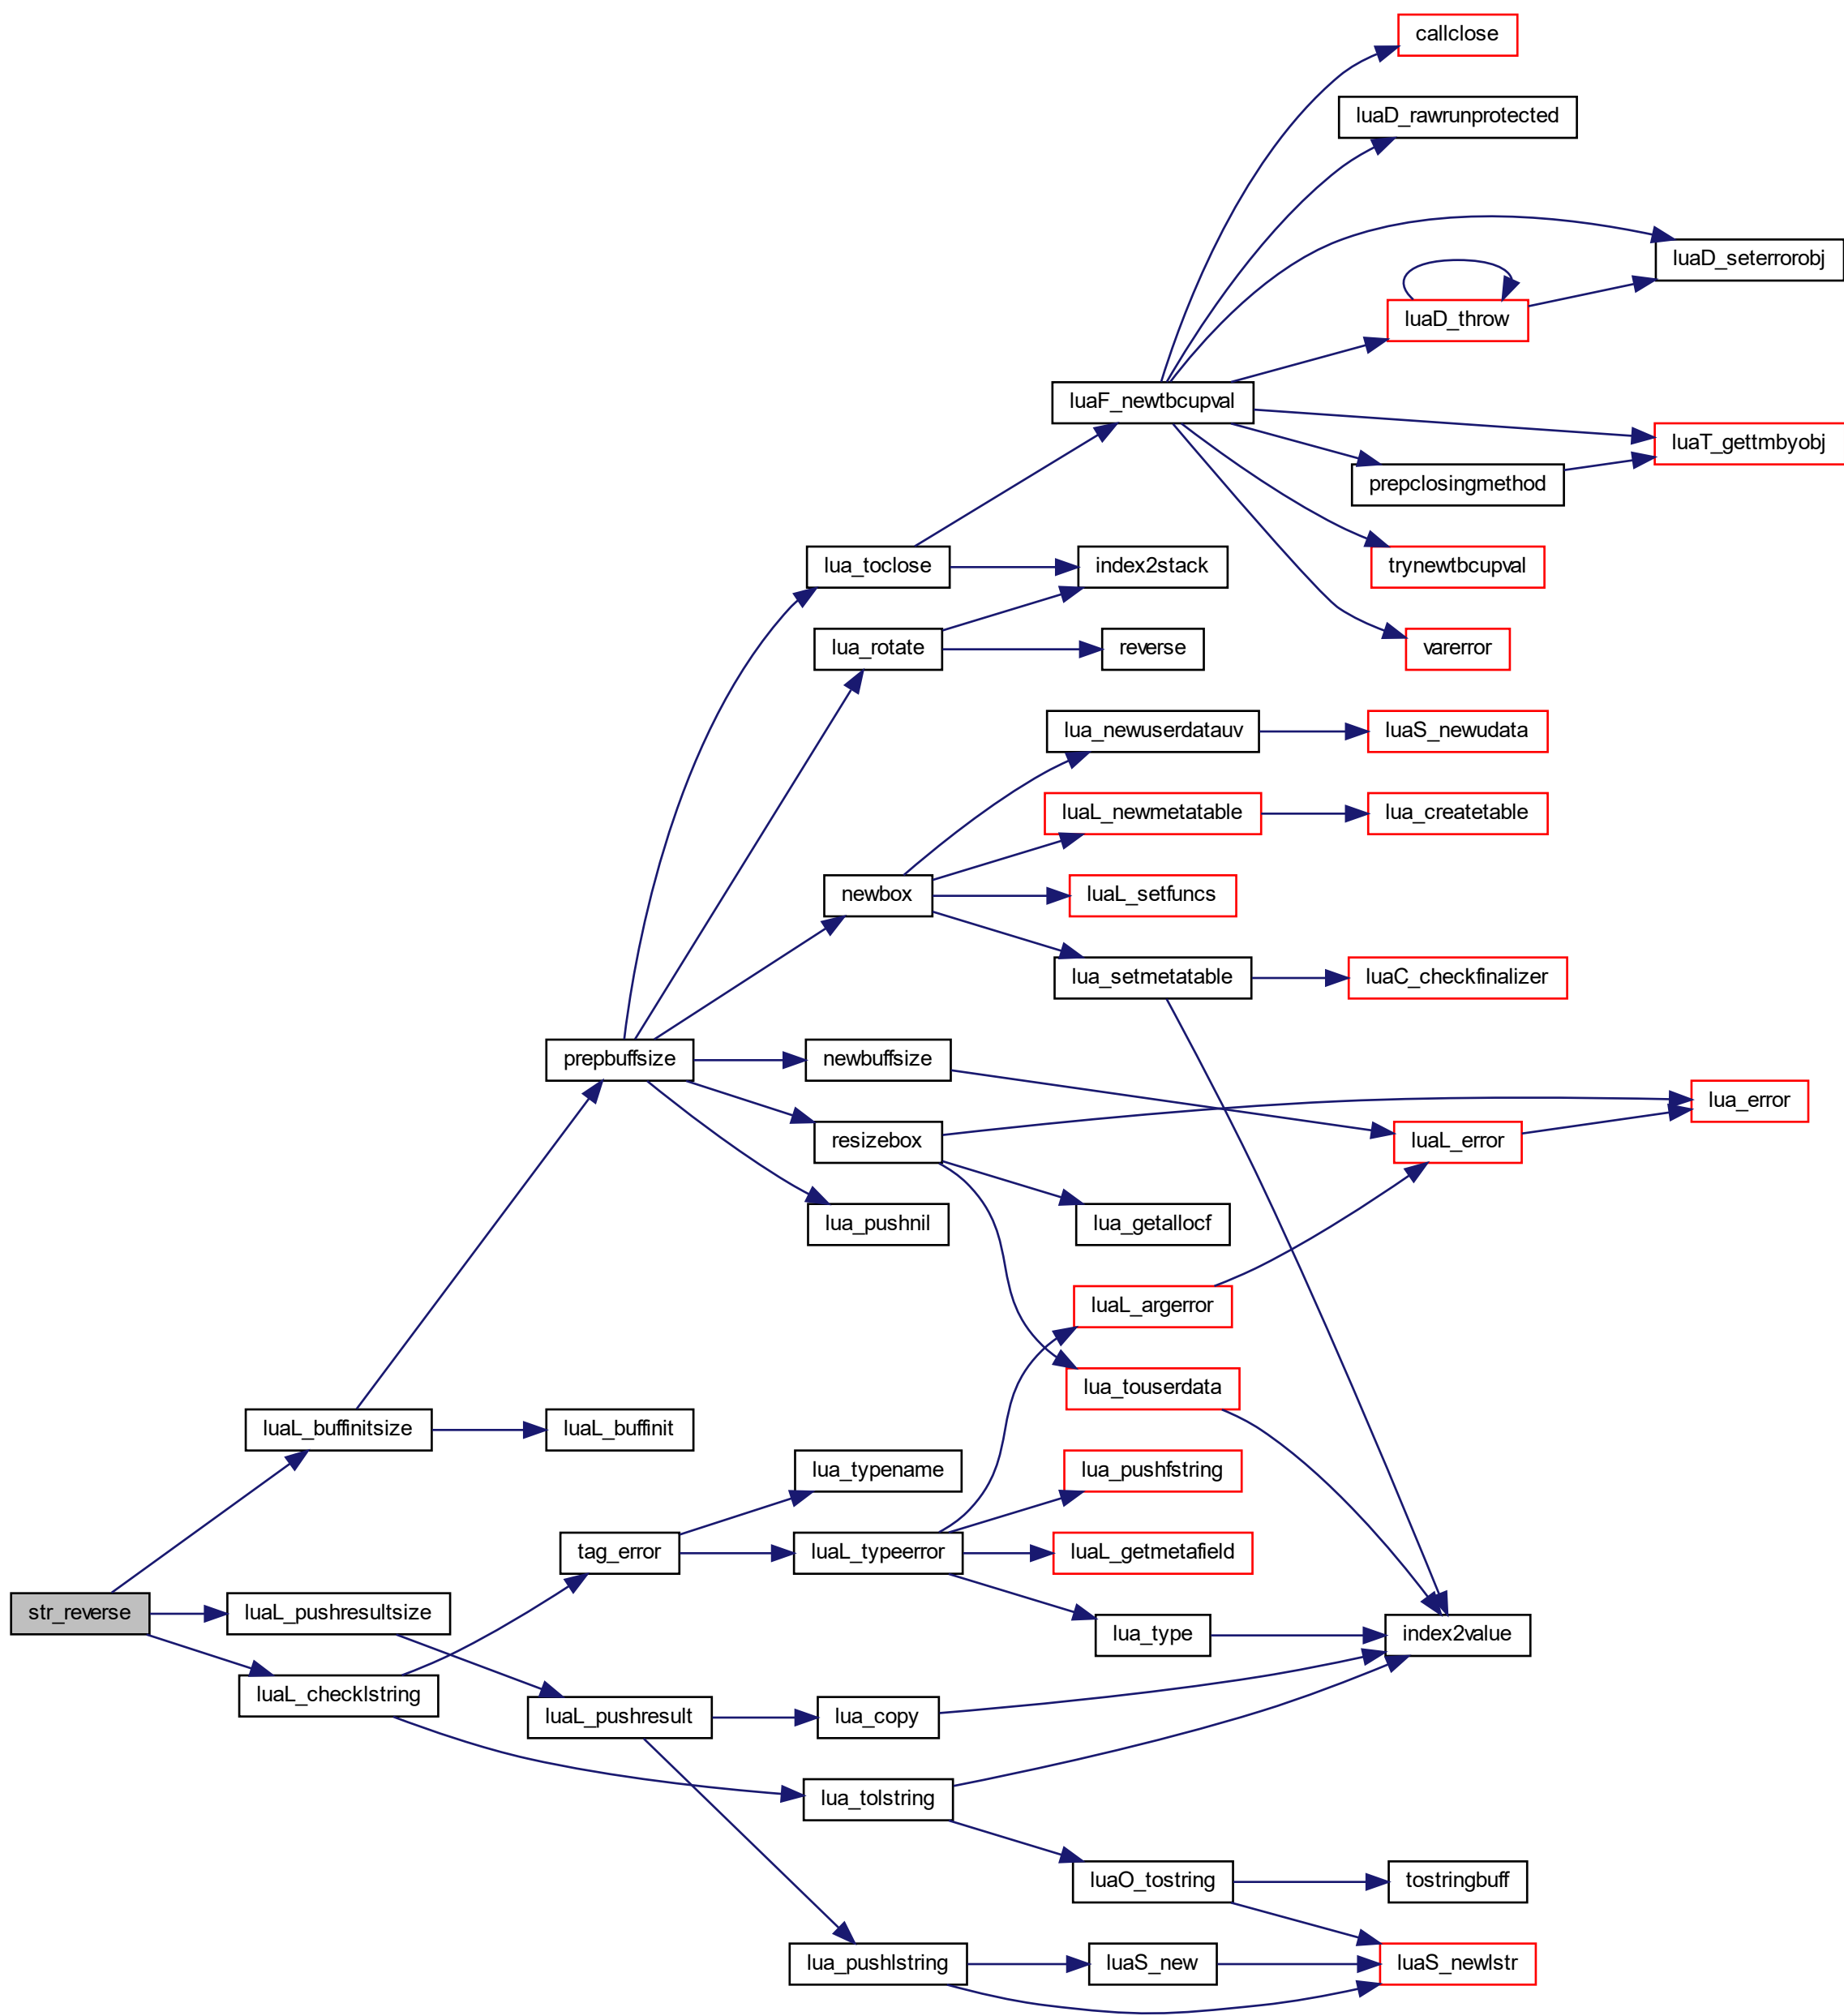 callclose
luaD_rawrunprotected
luaD_seterrorobj
luaD_throw
luaF_newtbcupval
luaT_gettmbyobj
prepclosingmethod
lua_toclose
index2stack
trynewtbcupval
lua_rotate
reverse
varerror
lua_newuserdatauv
luaS_newudata
luaL_newmetatable
lua_createtable
newbox
luaL_setfuncs
lua_setmetatable
luaC_checkfinalizer
prepbuffsize
newbuffsize
lua_error
resizebox
luaL_error
lua_pushnil
lua_getallocf
luaL_argerror
lua_touserdata
luaL_buffinitsize
luaL_buffinit
lua_typename
lua_pushfstring
tag_error
luaL_typeerror
luaL_getmetafield
str_reverse
luaL_pushresultsize
lua_type
index2value
luaL_checklstring
luaL_pushresult
lua_copy
lua_tolstring
luaO_tostring
tostringbuff
lua_pushlstring
luaS_new
luaS_newlstr